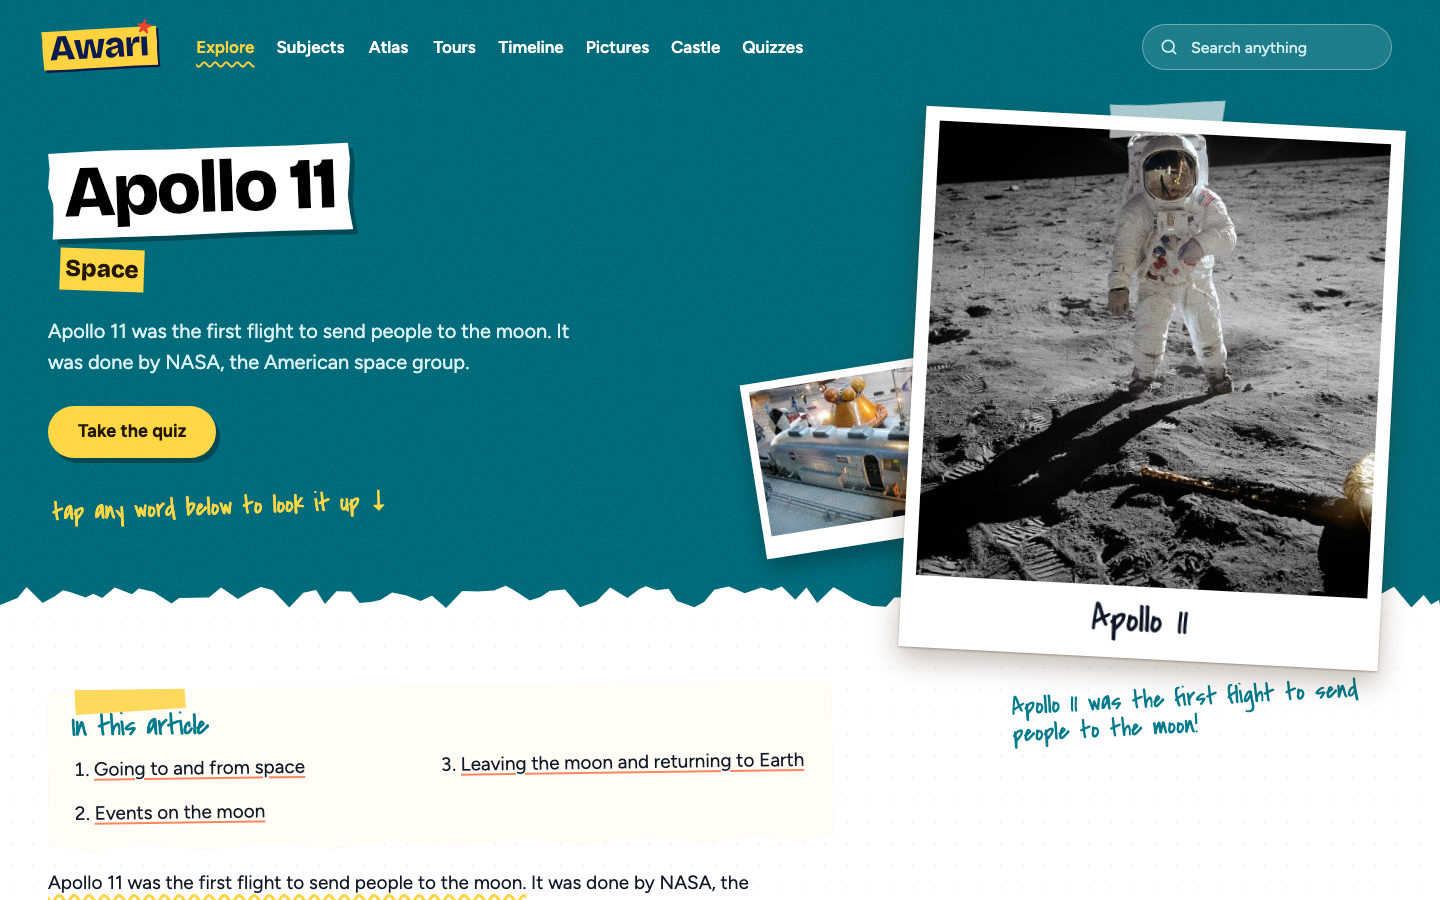 Awari
Explore Subjects Atlas Tours Timeline Pictures Castle Quizzes
Search anything
Apollo 11
Space
Apollo 11 was the first flight to send people to the moon. It
was done by NASA, the American space group.
Take the quiz
tap any word below to look it up ↓
Apollo 11
Apollo 11 was the first flight to send
people to the moon!
In this article
1. Going to and from space
2. Events on the moon
3. Leaving the moon and returning to Earth
Apollo 11 was the first flight to send people to the moon. It was done by NASA, the